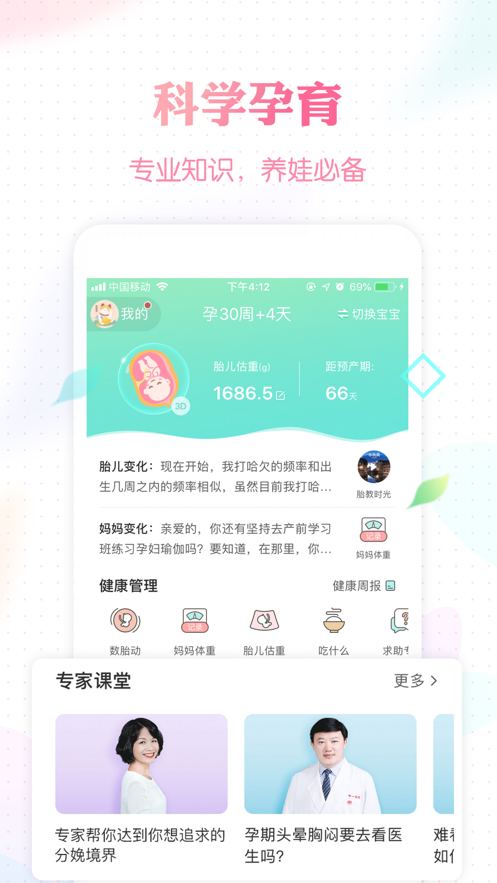 科学孕育
专业知识，养娃必备
中国移动 下午4:12 69%
我的 孕30周+4天 切换宝宝
胎儿估重(g) 距预产期:
1686.5 66天
3D
胎儿变化：现在开始，我打哈欠的频率和出
生几周之内的频率相似，虽然目前我打哈...
胎教时光
妈妈变化：亲爱的，你还有坚持去产前学习
班练习孕妇瑜伽吗？要知道，在那里，你...
记录
妈妈体重
健康管理 健康周报
记录
数胎动 妈妈体重 胎儿估重 吃什么 求助专
专家课堂 更多
专家帮你达到你想追求的
分娩境界
孕期头晕胸闷要去看医
生吗?
难
如何